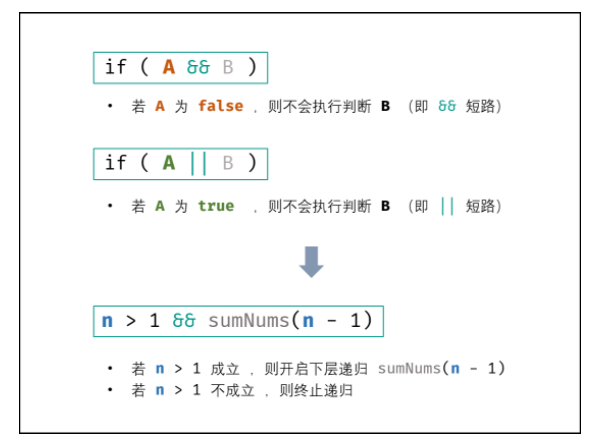 if ( A && B )
• 若 A 为 false ，则不会执行判断 B （即 && 短路）
if ( A || B )
• 若 A 为 true ，则不会执行判断 B （即 || 短路）
n > 1 && sumNums(n - 1)
• 若 n > 1 成立 ，则开启下层递归 sumNums(n - 1)
• 若 n > 1 不成立 ，则终止递归